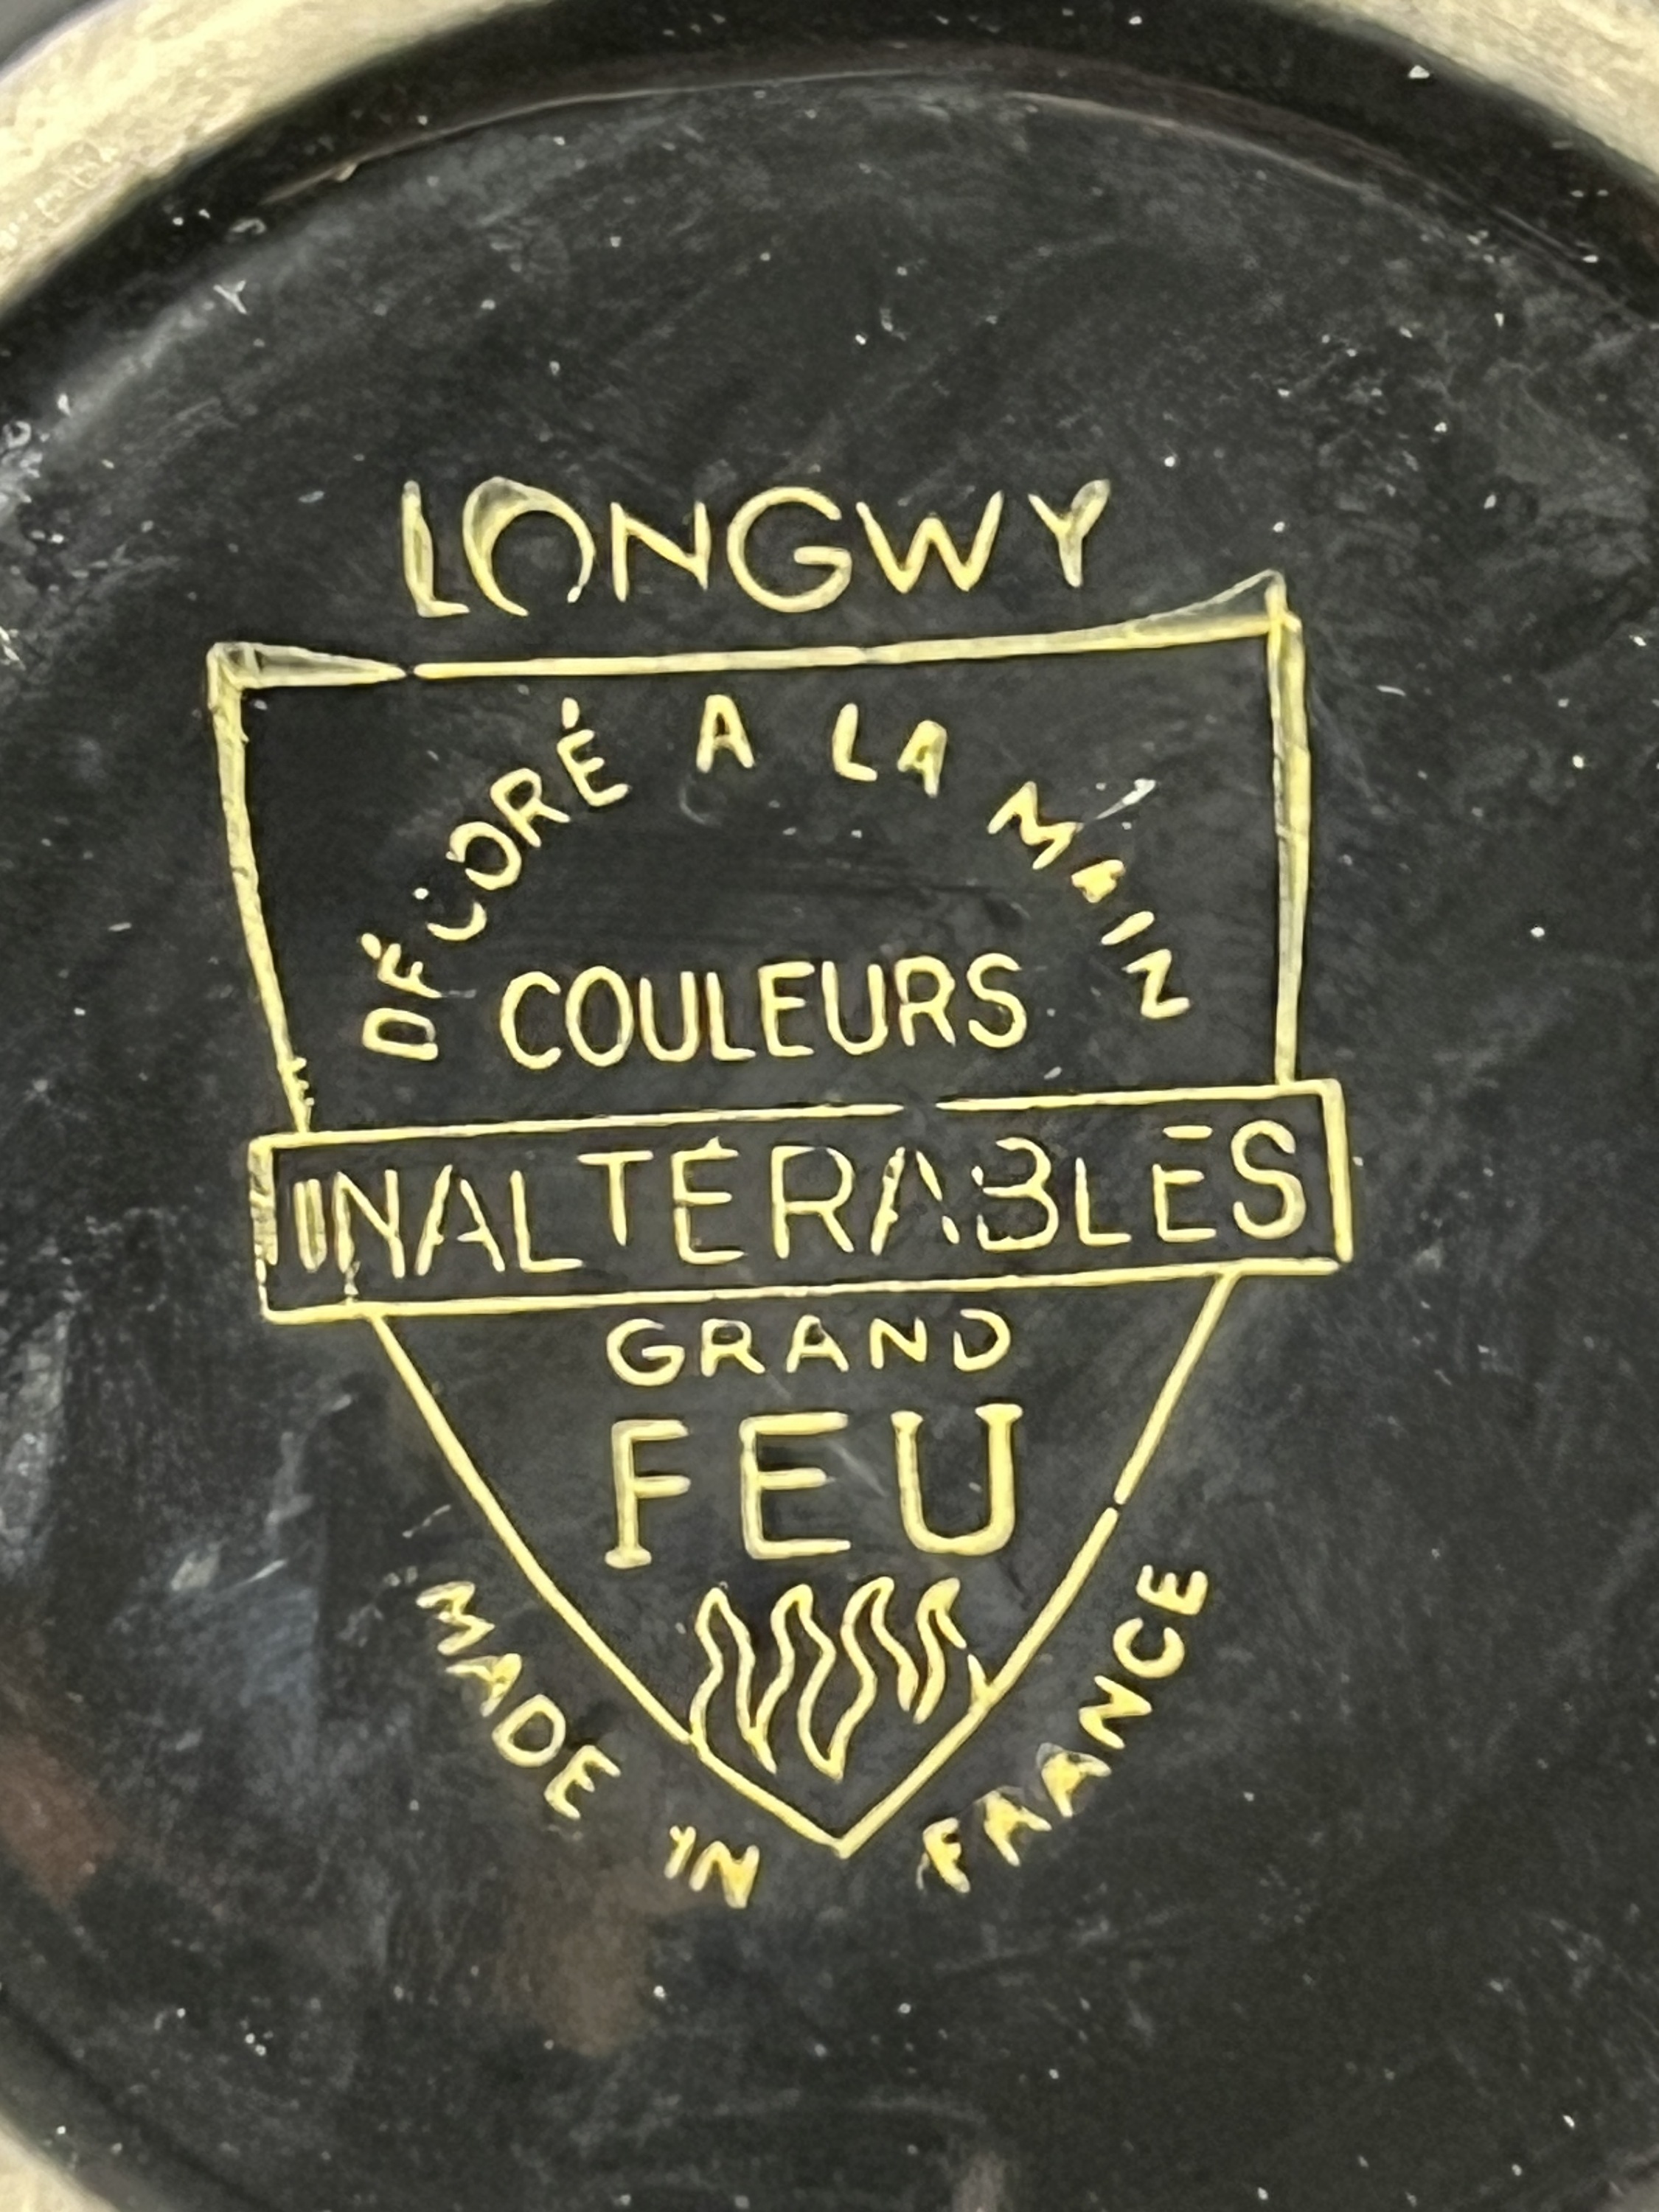 LONGWY
DÉCORÉ A LA MAIN
COULEURS
INALTÉRABLES
GRAND
FEU
MADE IN FRANCE